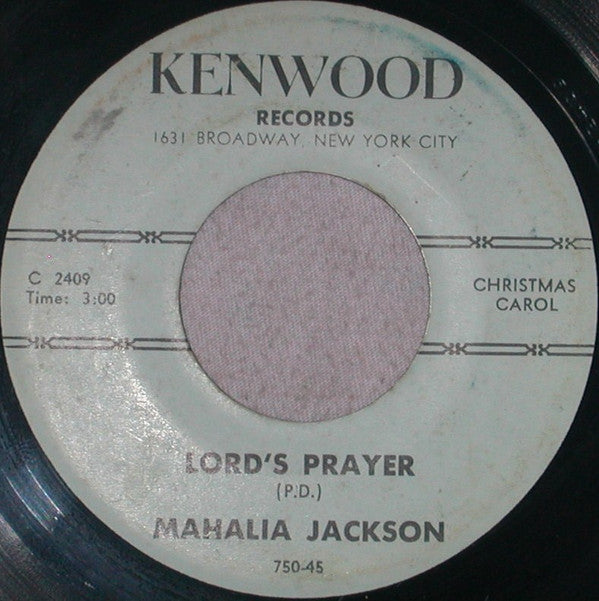 KENWOOD
RECORDS
1631 BROADWAY, NEW YORK CITY
C 2409
Time: 3:00
CHRISTMAS
CAROL
LORD'S PRAYER
(P.D.)
MAHALIA JACKSON
750-45